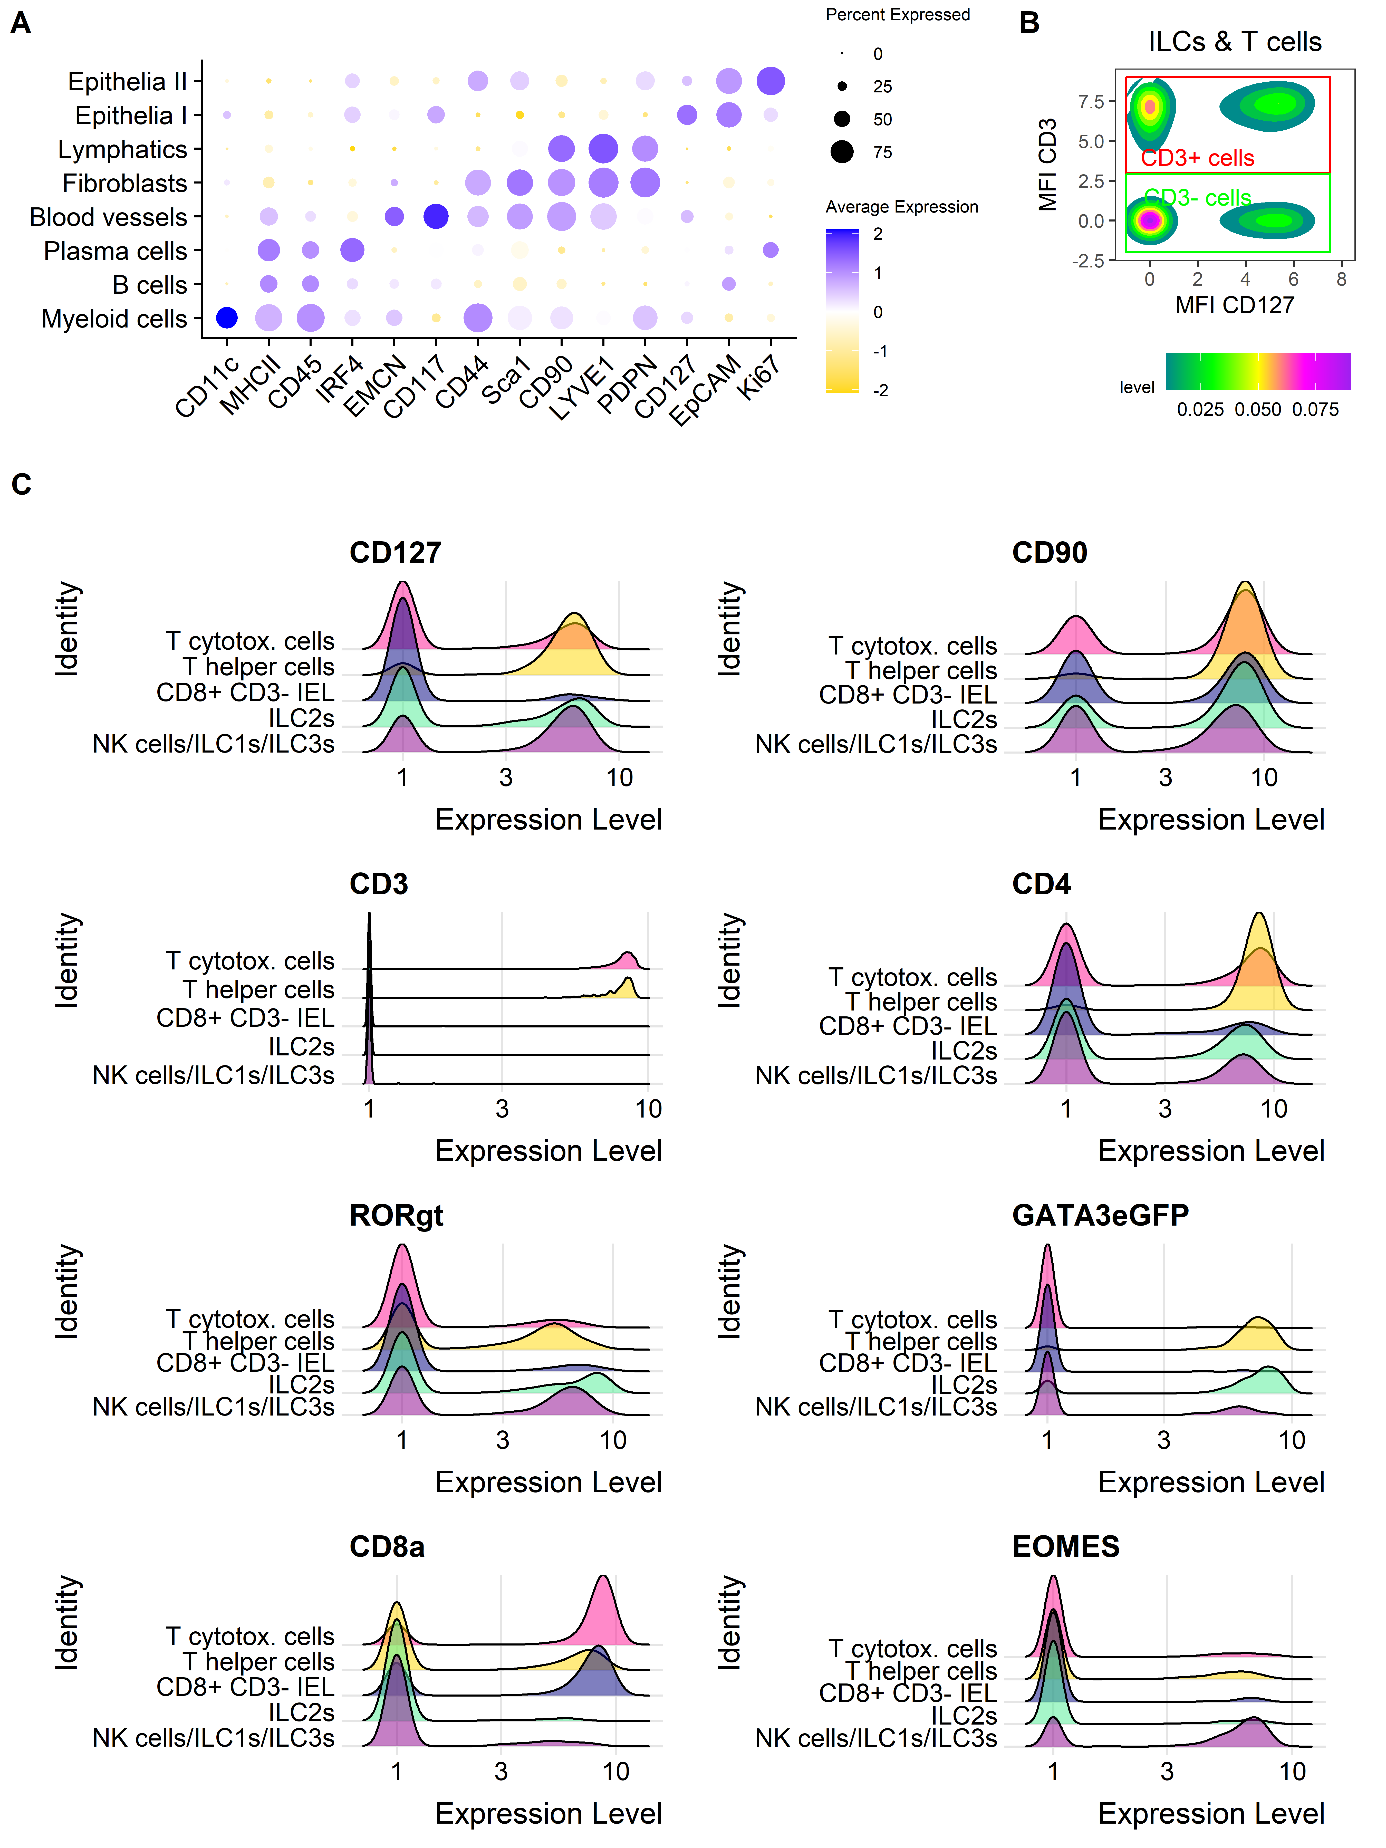 A
Epithelia II
Epithelia I
Lymphatics
Fibroblasts
Blood vessels
Plasma cells
B cells
Myeloid cells
CD11c
MHCII
CD45
IRF4
EMCN
CD117
CD44
Sca1
CD90
LYVE1
PDPN
CD127
EpCAM
Ki67
Percent Expressed
0
25
50
75
Average Expression
2
1
0
-1
-2
B
ILCs & T cells
MFI CD3
7.5
5.0
2.5
0.0
-2.5
CD3+ cells
CD3- cells
0 2 4 6 8
MFI CD127
level
0.025 0.050 0.075
C
CD127
Identity
T cytotox. cells
T helper cells
CD8+ CD3- IEL
ILC2s
NK cells/ILC1s/ILC3s
1 3 10
Expression Level
CD90
Identity
T cytotox. cells
T helper cells
CD8+ CD3- IEL
ILC2s
NK cells/ILC1s/ILC3s
1 3 10
Expression Level
CD3
Identity
T cytotox. cells
T helper cells
CD8+ CD3- IEL
ILC2s
NK cells/ILC1s/ILC3s
1 3 10
Expression Level
CD4
Identity
T cytotox. cells
T helper cells
CD8+ CD3- IEL
ILC2s
NK cells/ILC1s/ILC3s
1 3 10
Expression Level
RORgt
Identity
T cytotox. cells
T helper cells
CD8+ CD3- IEL
ILC2s
NK cells/ILC1s/ILC3s
1 3 10
Expression Level
GATA3eGFP
Identity
T cytotox. cells
T helper cells
CD8+ CD3- IEL
ILC2s
NK cells/ILC1s/ILC3s
1 3 10
Expression Level
CD8a
Identity
T cytotox. cells
T helper cells
CD8+ CD3- IEL
ILC2s
NK cells/ILC1s/ILC3s
1 3 10
Expression Level
EOMES
Identity
T cytotox. cells
T helper cells
CD8+ CD3- IEL
ILC2s
NK cells/ILC1s/ILC3s
1 3 10
Expression Level